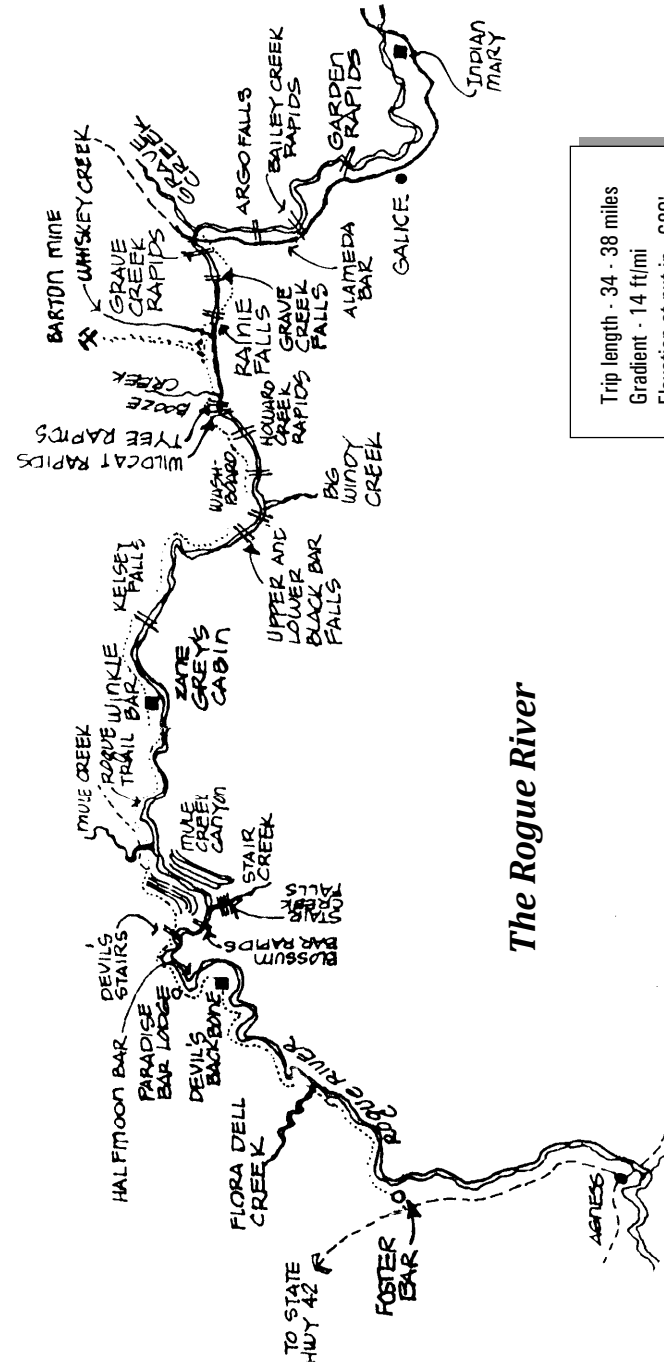 INDIAN
MARY
GARDEN
RAPIDS
BAILEY CREEK
RAPIDS
ARGO FALLS
GALICE
ALAMEDA
BAR
GRAVE
CREEK
WHISKEY CREEK
GRAVE
CREEK
RAPIDS
BARTON MINE
GRAVE
CREEK
FALLS
RAINIE
FALLS
BOOZE
CREEK
TYEE RAPIDS
WILDCAT RAPIDS
HOWARD
CREEK
RAPIDS
WASH-
BOARD
BIG
WINDY
CREEK
UPPER AND
LOWER
BLACK BAR
FALLS
KELSEY
FALLS
ZANE
GREY'S
CABIN
WINKLE
BAR
ROGUE
TRAIL
MULE CREEK
MULE
CREEK
CANYON
STAIR
CREEK
STAIR
CREEK
FALLS
BLOSSUM
BAR RAPIDS
DEVIL'S
STAIRS
HALFMOON BAR
PARADISE
BAR LODGE
DEVIL'S
BACKBONE
ROGUE RIVER
FLORA DELL
CREEK
TO STATE
HWY 42
FOSTER
BAR
AGNESS
The Rogue River
Trip length - 34 - 38 miles
Gradient - 14 ft/mi